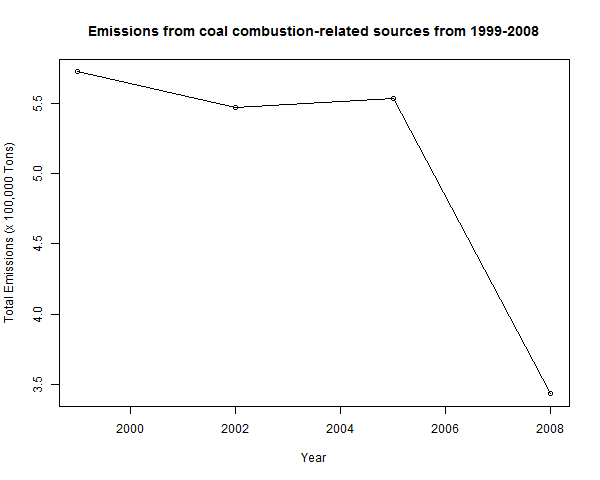 Emissions from coal combustion-related sources from 1999-2008
Total Emissions (x 100,000 Tons)
5.5
5.0
4.5
4.0
3.5
2000 2002 2004 2006 2008
Year